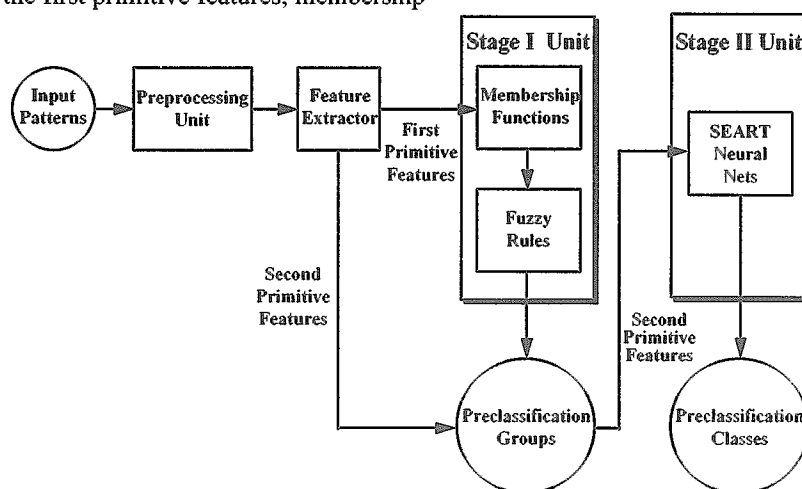 the first primitive features, membership
Stage I Unit
Stage II Unit
Input
Patterns
Preprocessing
Unit
Feature
Extractor
First
Primitive
Features
Membership
Functions
Fuzzy
Rules
SEART
Neural
Nets
Second
Primitive
Features
Second
Primitive
Features
Preclassification
Groups
Preclassification
Classes